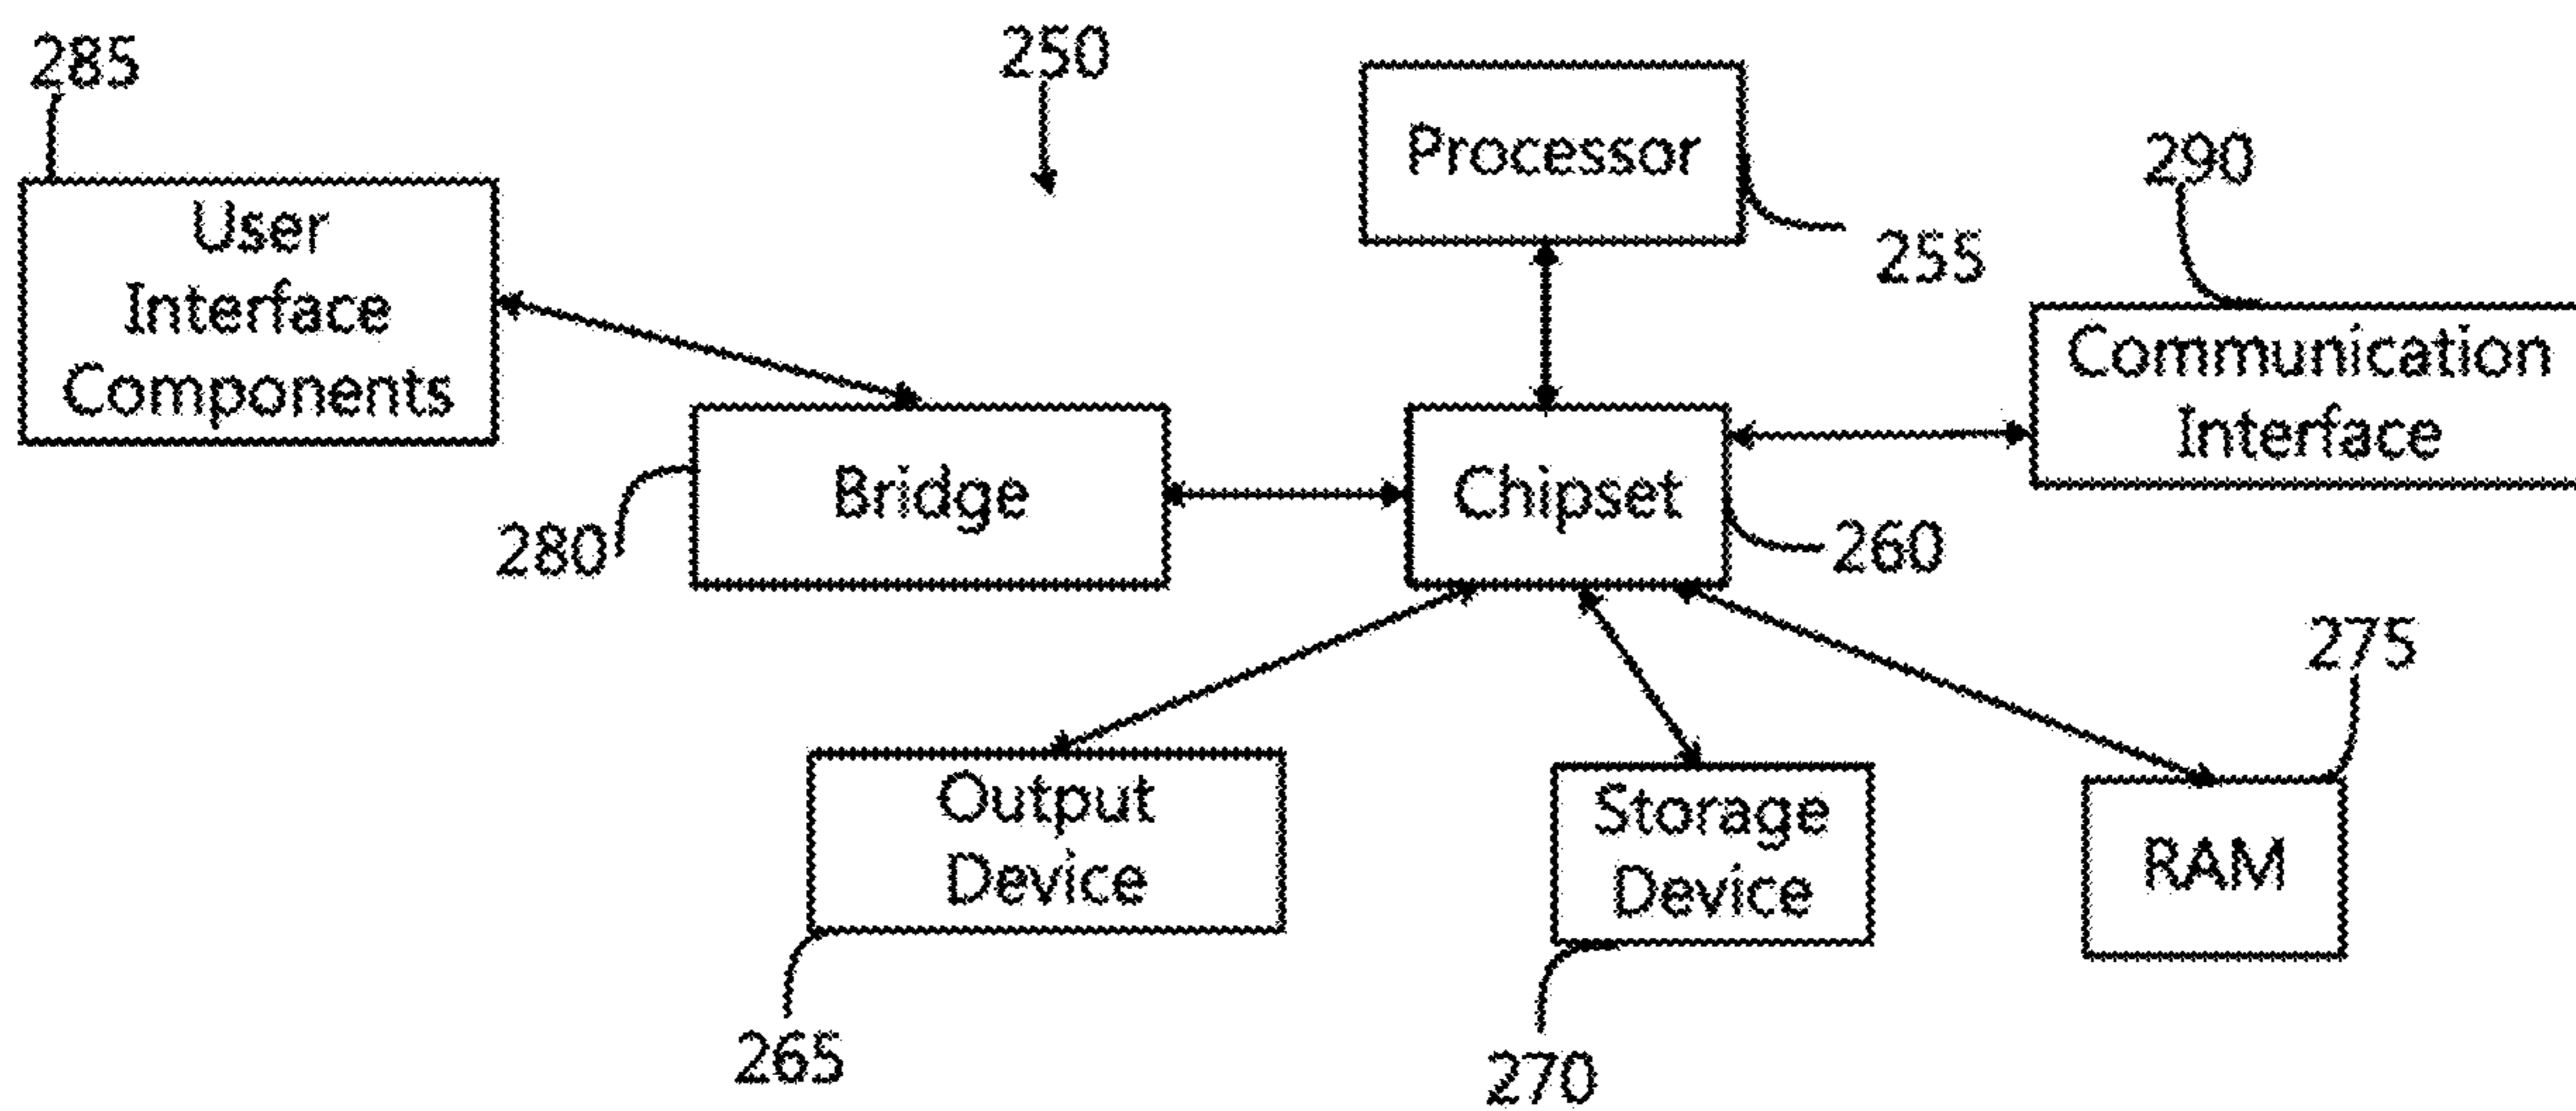 285
250
Processor
290
User
Interface
Components
255
Communication
Interface
Bridge
Chipset
280
260
275
Output
Device
Storage
Device
RAM
265
270